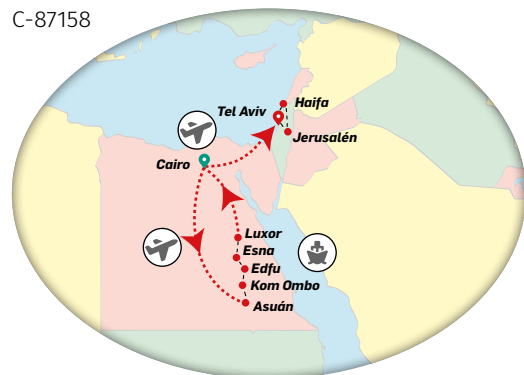 C-87158
Haifa
Tel Aviv
Jerusalén
Cairo
Luxor
Esna
Edfu
Kom Ombo
Asuán